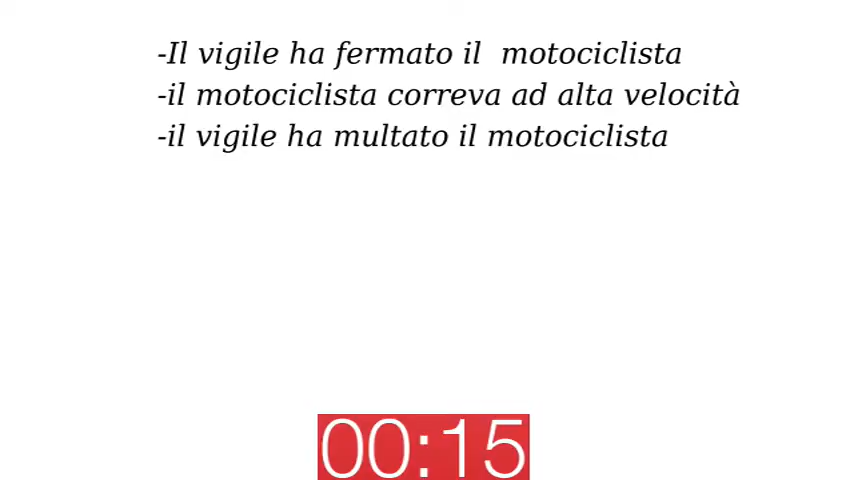 -Il vigile ha fermato il  motociclista
-il motociclista correva ad alta velocità
-il vigile ha multato il motociclista
00:15